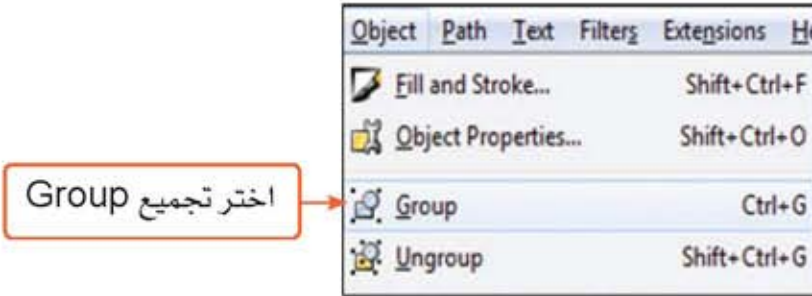 Object Path Text Filters Extensions
Fill and Stroke... Shift+Ctrl+F
Object Properties... Shift+Ctrl+O
اختر تجميع Group
Group Ctrl+G
Ungroup Shift+Ctrl+G